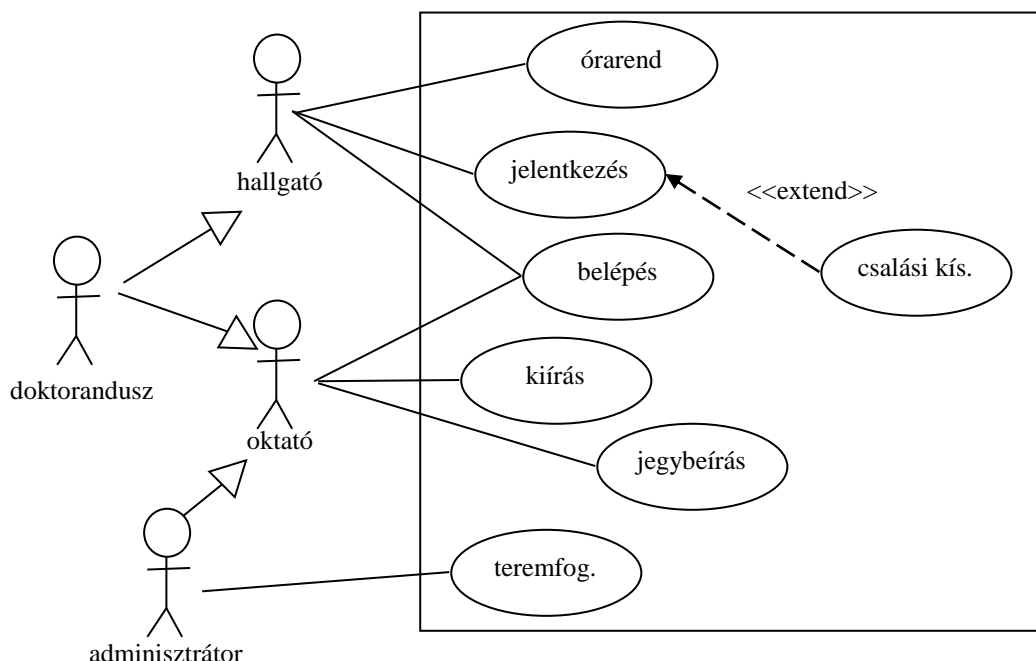 órarend
jelentkezés
hallgató
<<extend>>
belépés
csalási kís.
kiírás
doktorandusz
oktató
jegybeírás
teremfog.
adminisztrátor